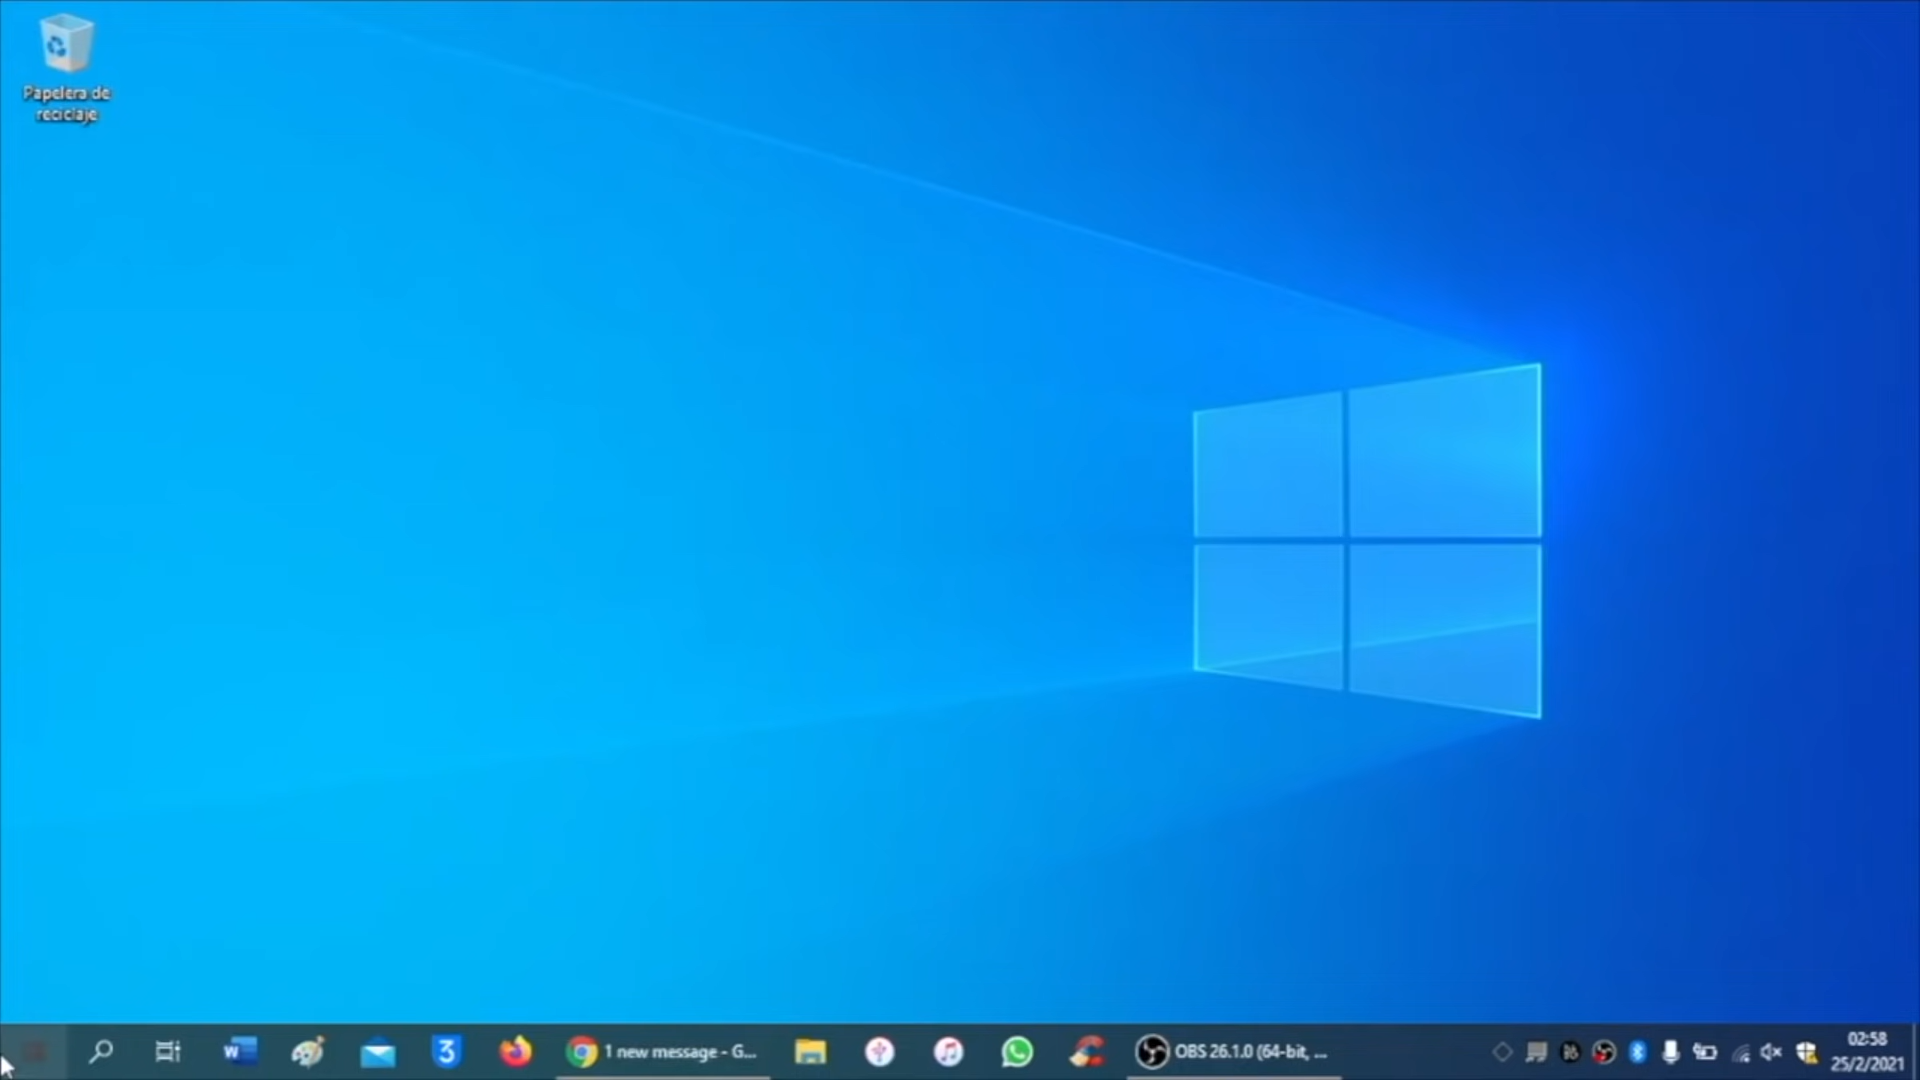 Papelera de
reciclaje
1 new message - G...
OBS 26.1.0 (64-bit, ...
02:58
25/2/2021